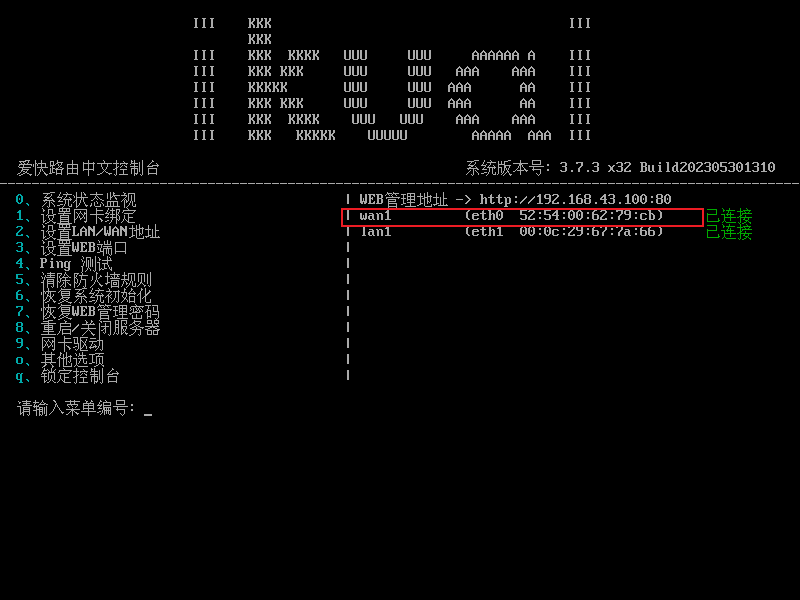 III    KKK                                     III
       KKK
III    KKK  KKKK   UUU     UUU     AAAAAA A    III
III    KKK KKK     UUU     UUU   AAA    AAA    III
III    KKKKK       UUU     UUU  AAA      AA    III
III    KKK KKK     UUU     UUU  AAA      AA    III
III    KKK  KKKK    UUU   UUU    AAA    AAA    III
III    KKK   KKKKK    UUUUU        AAAAA  AAA  III
爱快路由中文控制台 系统版本号: 3.7.3 x32 Build202305301310
0、系统状态监视 | WEB管理地址 -> http://192.168.43.100:80
1、设置网卡绑定 | wan1 (eth0 52:54:00:62:79:cb) 已连接
2、设置LAN/WAN地址 | lan1 (eth1 00:0c:29:67:7a:66) 已连接
3、设置WEB端口 |
4、Ping 测试 |
5、清除防火墙规则 |
6、恢复系统初始化 |
7、恢复WEB管理密码 |
8、重启/关闭服务器 |
9、网卡驱动 |
o、其他选项 |
q、锁定控制台 |
请输入菜单编号: _